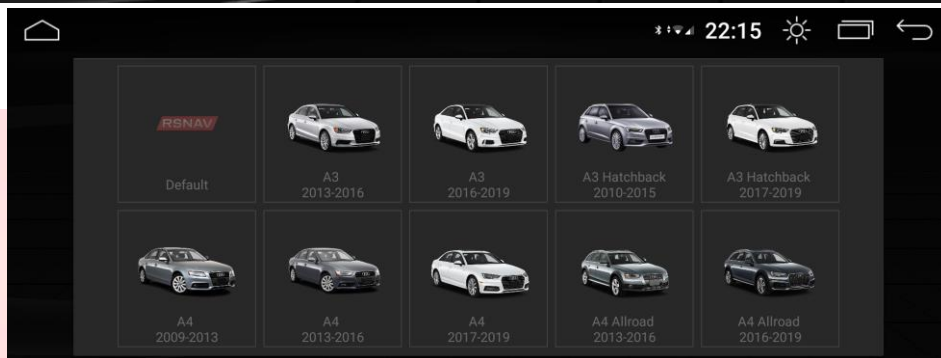 22:15
RSNAV
Default
A3
2013-2016
A3
2016-2019
A3 Hatchback
2010-2015
A3 Hatchback
2017-2019
A4
2009-2013
A4
2013-2016
A4
2017-2019
A4 Allroad
2013-2016
A4 Allroad
2016-2019